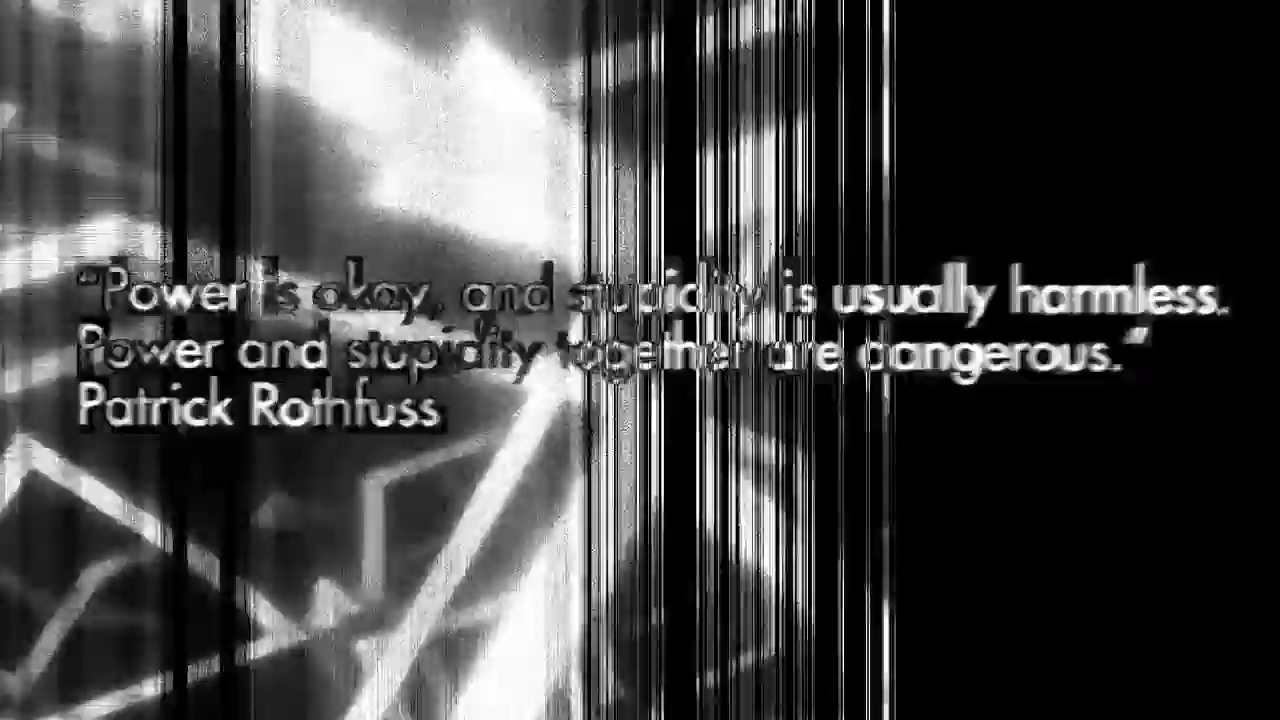 “Power is okay, and stupidity is usually harmless.
Power and stupidity together are dangerous.”
Patrick Rothfuss